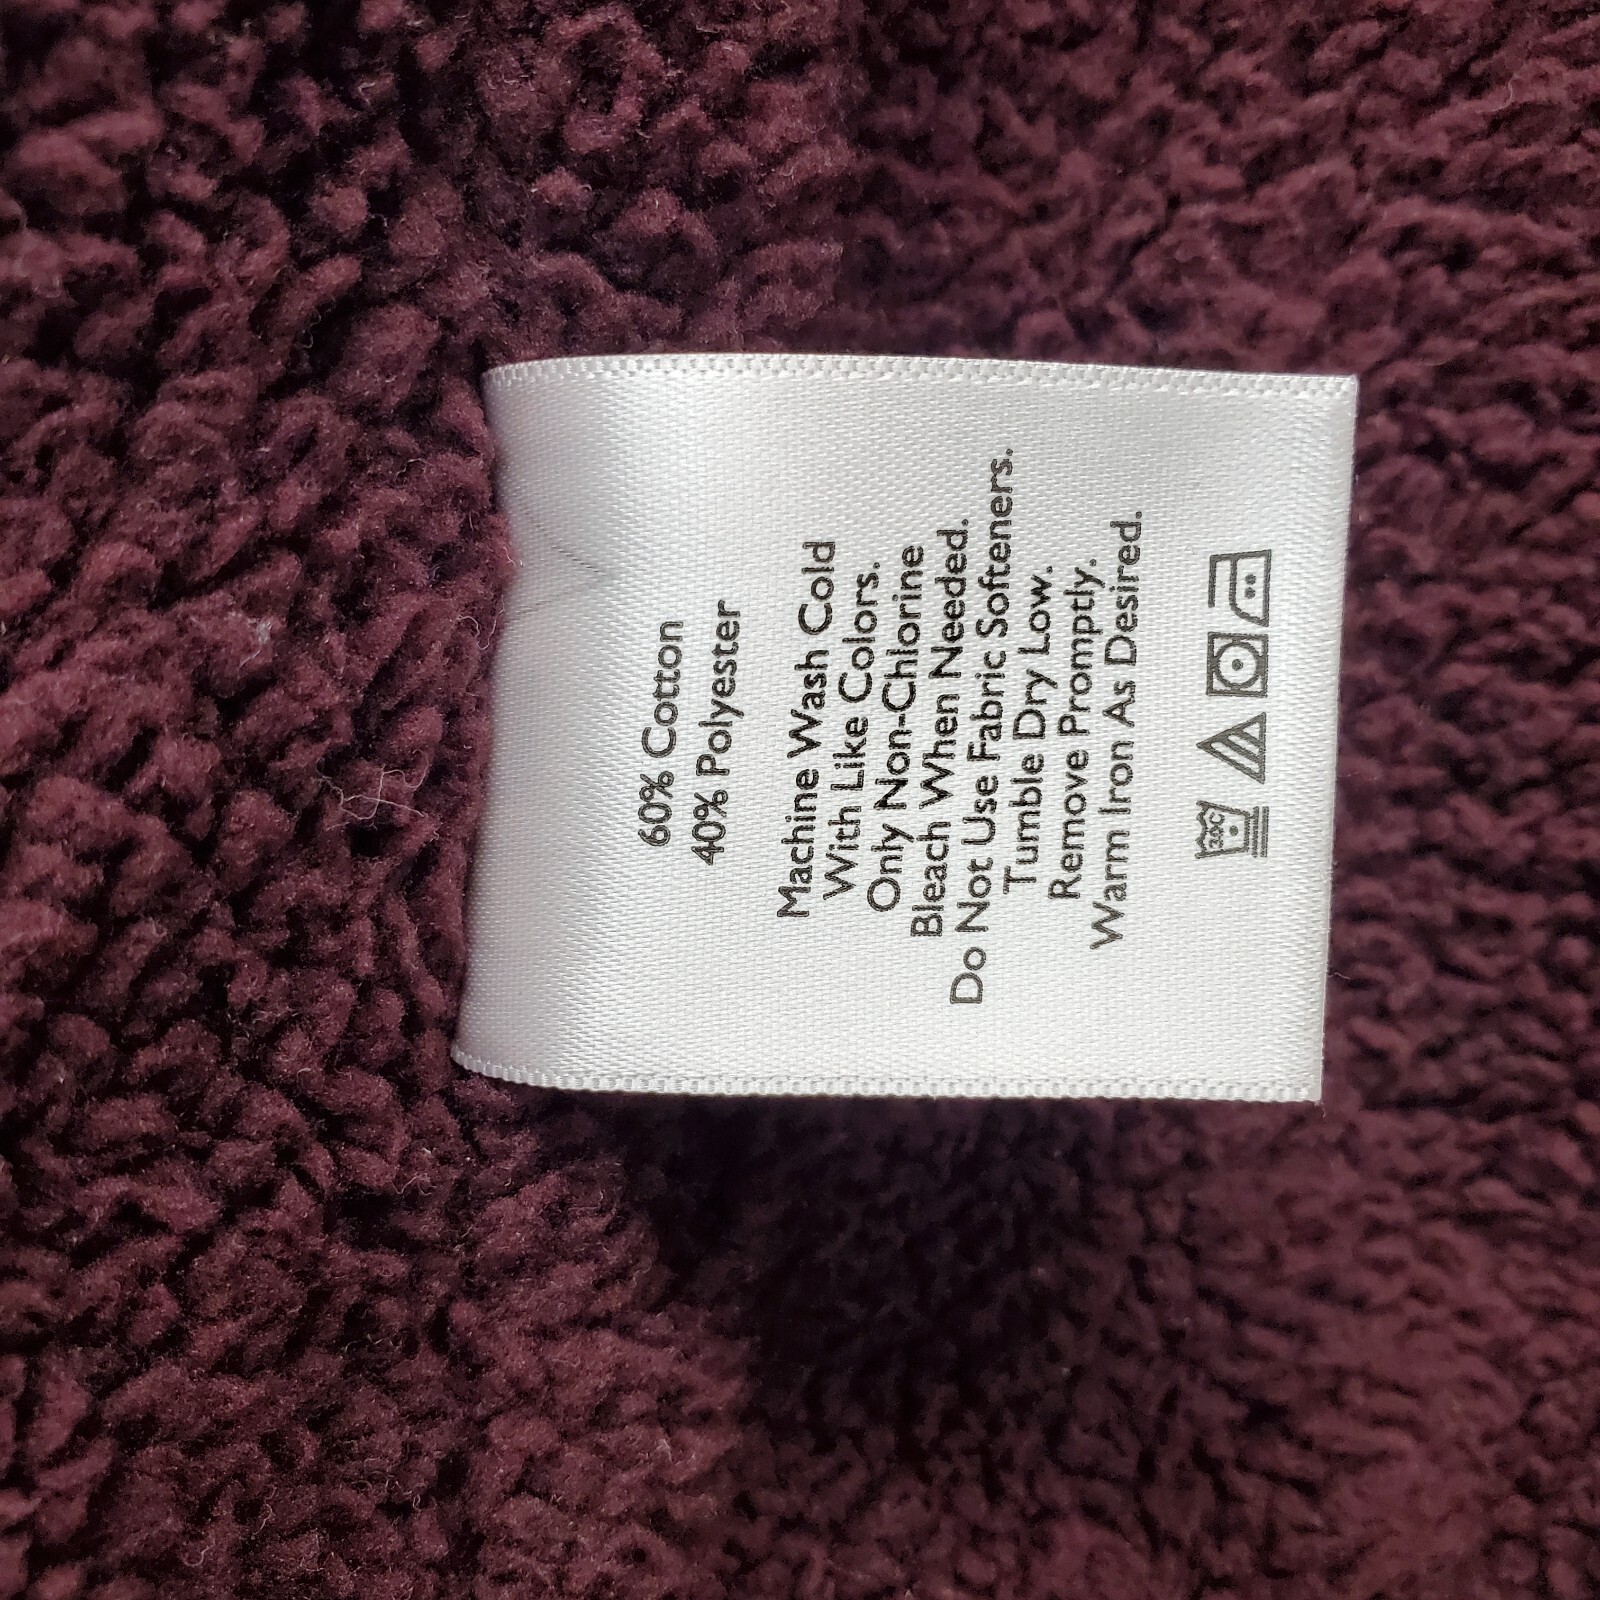 60% Cotton
40% Polyester
Machine Wash Cold
With Like Colors.
Only Non-Chlorine
Bleach When Needed.
Do Not Use Fabric Softeners.
Tumble Dry Low.
Remove Promptly.
Warm Iron As Desired.
30C